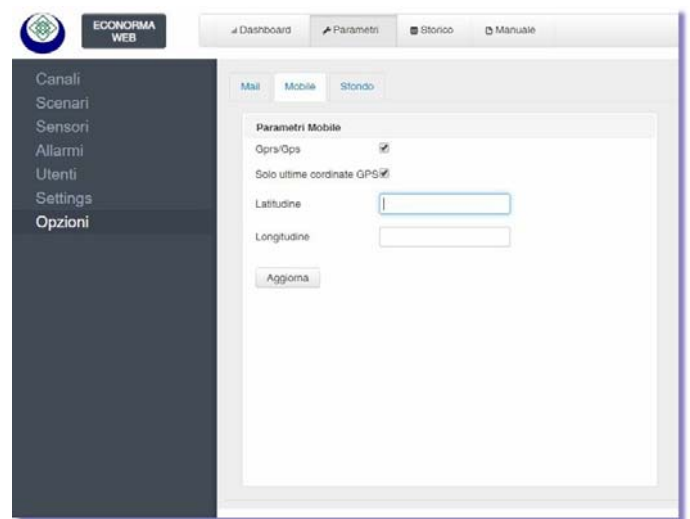 ECONORMA
WEB
Dashboard
Parametri
Storico
Manuale
Canali
Scenari
Sensori
Allarmi
Utenti
Settings
Opzioni
Mail
Mobile
Sfondo
Parametri Mobile
Gprs/Gps
Solo ultime cordinate GPS
Latitudine
Longitudine
Aggiorna